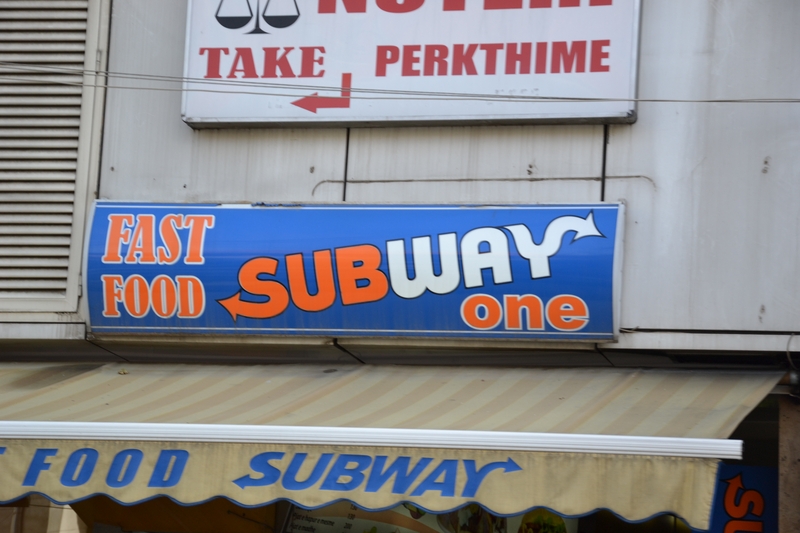 TAKE PERKTHIME
FAST
FOOD
SUBWAY
one
FOOD SUBWAY